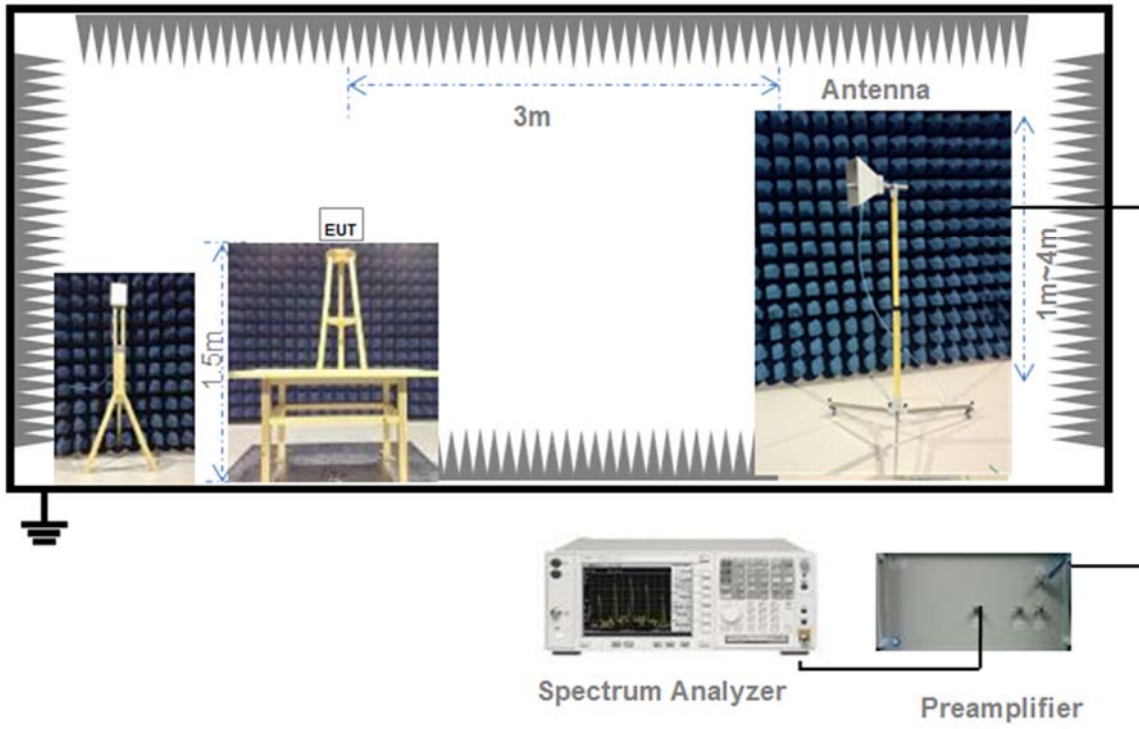 Antenna
3m
EUT
1.5m
1m~4m
Spectrum Analyzer
Preamplifier